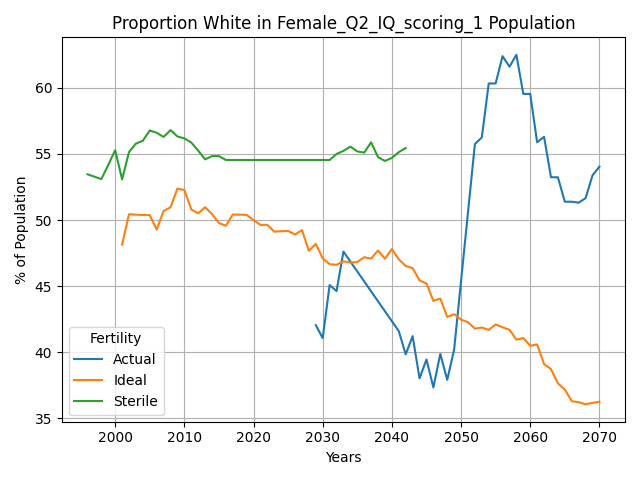 Proportion White in Female_Q2_IQ_scoring_1 Population
% of Population
60
55
50
45
40
35
Fertility
Actual
Ideal
Sterile
2000 2010 2020 2030 2040 2050 2060 2070
Years